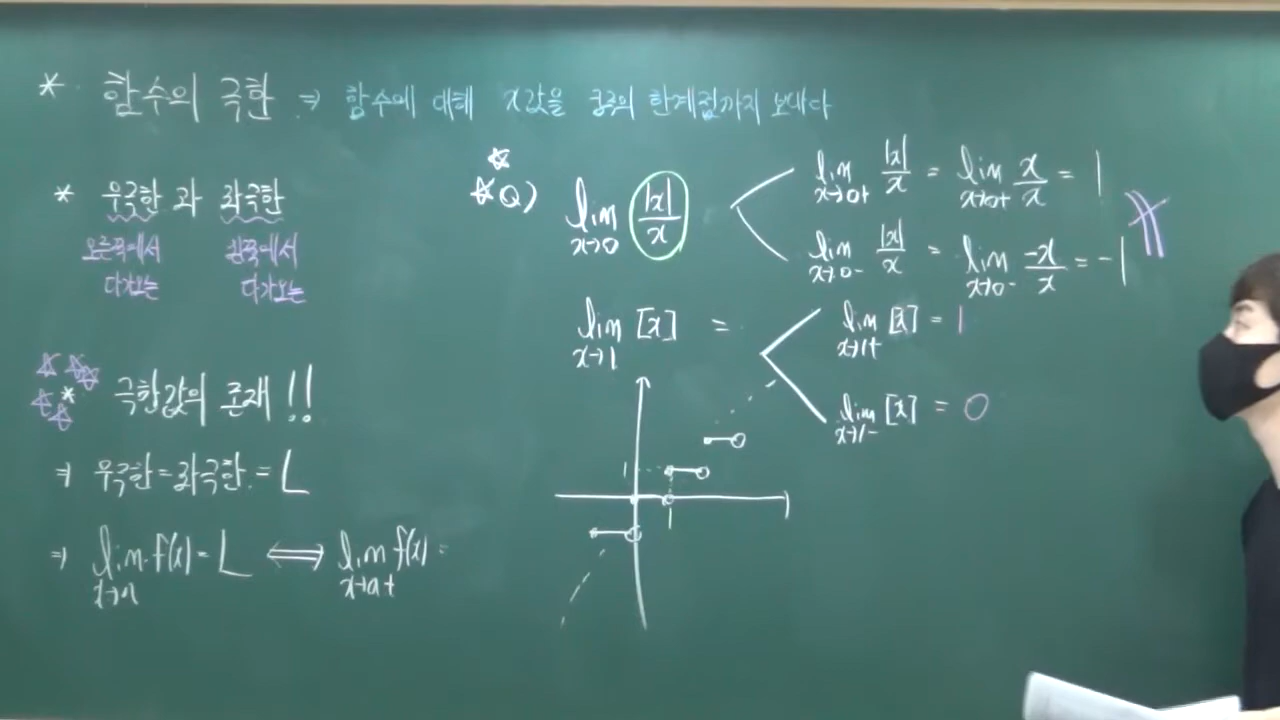 * 함수의 극한 ⇒ 함수에 대해 x값을 한계점까지 보내다
* 우극한과 좌극한
오른쪽에서 왼쪽에서
다가오는 다가오는
* 극한값의 존재!!
⇒ 우극한 = 좌극한 = L
⇒ lim f(x) = L ⟺ lim f(x) =
x→a x→a+
Q) lim |x|/x
x→0
lim |x|/x = lim x/x = 1
x→0+ x→0+
lim |x|/x = lim -x/x = -1
x→0- x→0-
lim [x] =
x→1
lim [x] = 1
x→1+
lim [x] = 0
x→1-
1
1